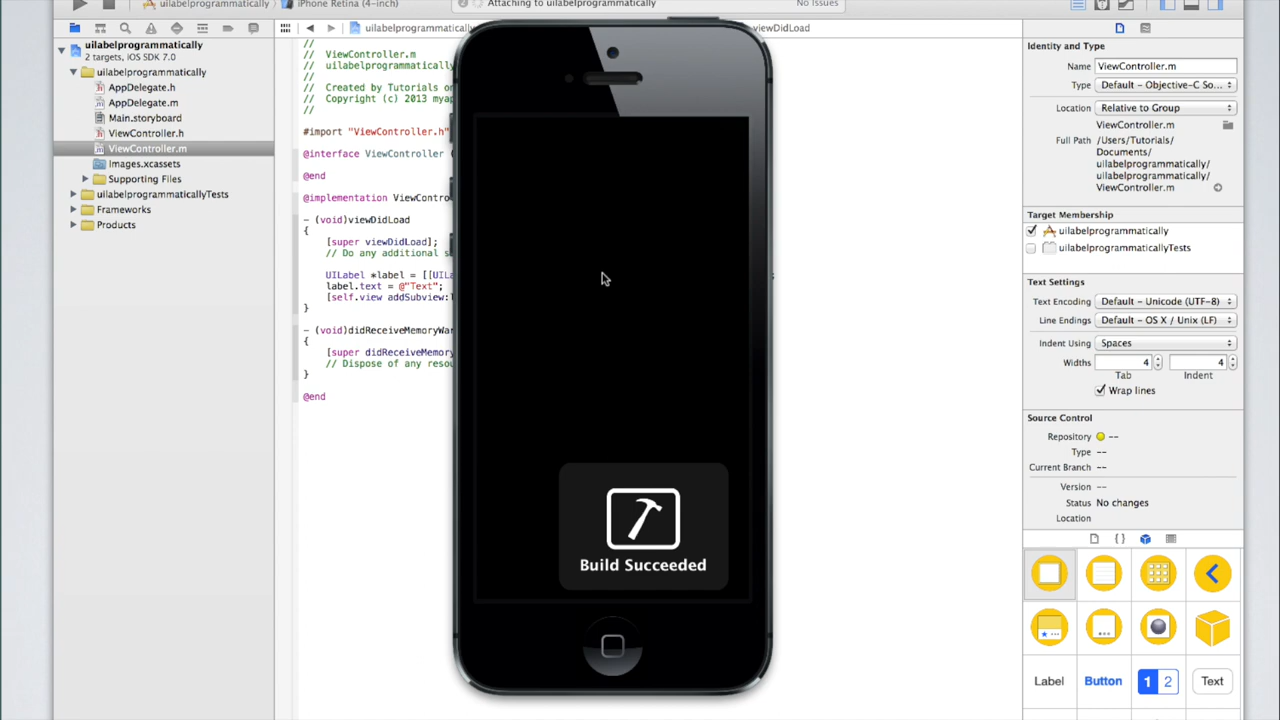 uilabelprogrammatically
iPhone Retina (4-inch)
Attaching to uilabelprogrammatically
No Issues
uilabelprogrammatically
viewDidLoad
uilabelprogrammatically
2 targets, iOS SDK 7.0
uilabelprogrammatically
AppDelegate.h
AppDelegate.m
Main.storyboard
ViewController.h
ViewController.m
Images.xcassets
Supporting Files
uilabelprogrammaticallyTests
Frameworks
Products
//
// ViewController.m
// uilabelprogrammatically
//
// Created by Tutorials on
// Copyright (c) 2013 myap
//
#import "ViewController.h"
@interface ViewController (
@end
@implementation ViewContro
- (void)viewDidLoad
{
[super viewDidLoad];
// Do any additional s
UILabel *label = [[UILa
label.text = @"Text";
[self.view addSubview:l
}
- (void)didReceiveMemoryWar
{
[super didReceiveMemory
// Dispose of any resou
}
@end
Build Succeeded
Identity and Type
Name ViewController.m
Type Default - Objective-C So...
Location Relative to Group
ViewController.m
Full Path /Users/Tutorials/
Documents/
uilabelprogrammatically/
uilabelprogrammatically/
ViewController.m
Target Membership
uilabelprogrammatically
uilabelprogrammaticallyTests
Text Settings
Text Encoding Default - Unicode (UTF-8)
Line Endings Default - OS X / Unix (LF)
Indent Using Spaces
Widths 4 4
Tab Indent
Wrap lines
Source Control
Repository --
Type --
Current Branch --
Version --
Status No changes
Location
{ }
Label Button 1 2 Text